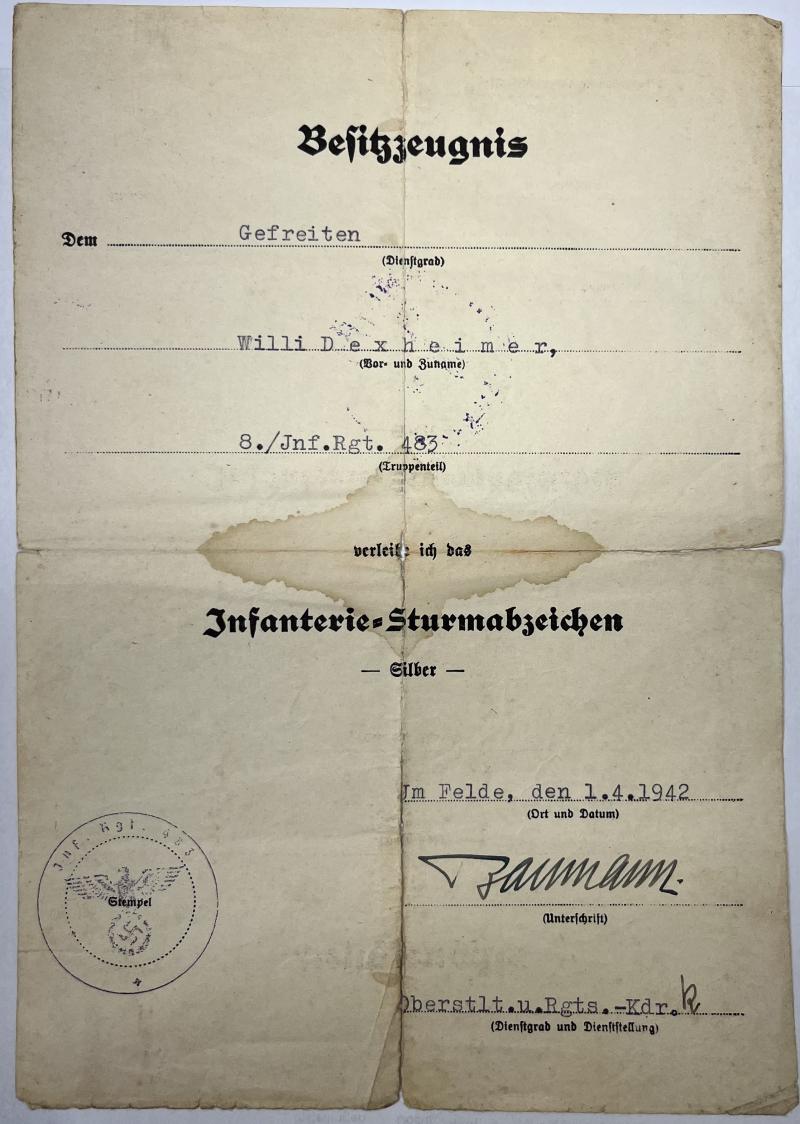 Besitzzeugnis
Dem Gefreiten
(Dienstgrad)
Willi Dexheimer,
(Vor- und Zuname)
8./Jnf.Rgt. 483
(Truppenteil)
verleihe ich das
Infanterie-Sturmabzeichen
— Silber —
Jm Felde, den 1.4.1942
(Ort und Datum)
Jnf. Rgt. 483
Stempel
Baumann.
(Unterschrift)
Oberstlt.u.Rgts.-Kdr.
(Dienstgrad und Dienststellung)